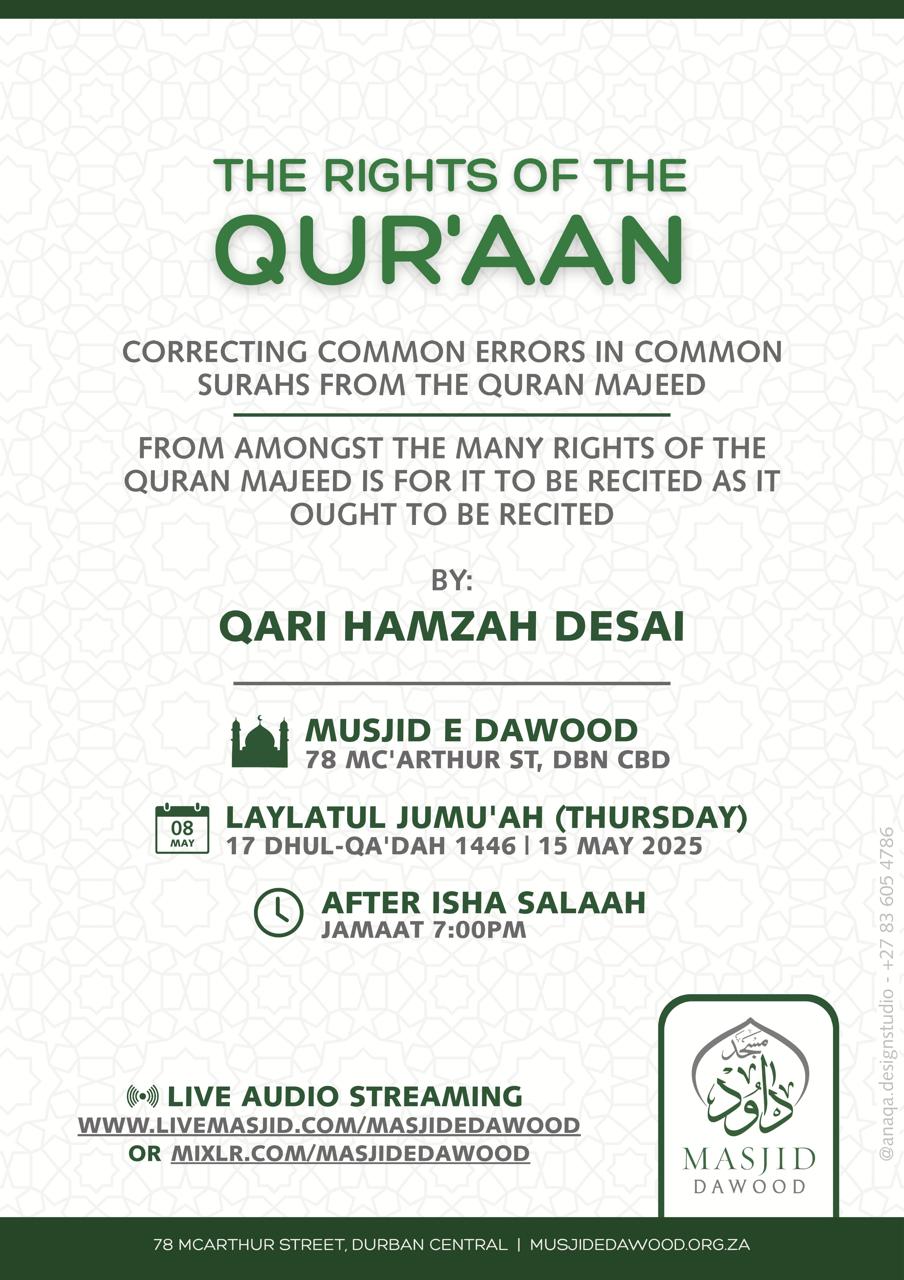 THE RIGHTS OF THE
QUR'AAN
CORRECTING COMMON ERRORS IN COMMON
SURAHS FROM THE QURAN MAJEED
FROM AMONGST THE MANY RIGHTS OF THE
QURAN MAJEED IS FOR IT TO BE RECITED AS IT
OUGHT TO BE RECITED
BY:
QARI HAMZAH DESAI
MUSJID E DAWOOD
78 MC'ARTHUR ST, DBN CBD
08
MAY
LAYLATUL JUMU'AH (THURSDAY)
17 DHUL-QA'DAH 1446 | 15 MAY 2025
AFTER ISHA SALAAH
JAMAAT 7:00PM
@anaqa.designstudio - +27 83 605 4786
LIVE AUDIO STREAMING
WWW.LIVEMASJID.COM/MASJIDEDAWOOD
OR MIXLR.COM/MASJIDEDAWOOD
مسجد
داوود
MASJID
DAWOOD
78 MCARTHUR STREET, DURBAN CENTRAL | MUSJIDEDAWOOD.ORG.ZA